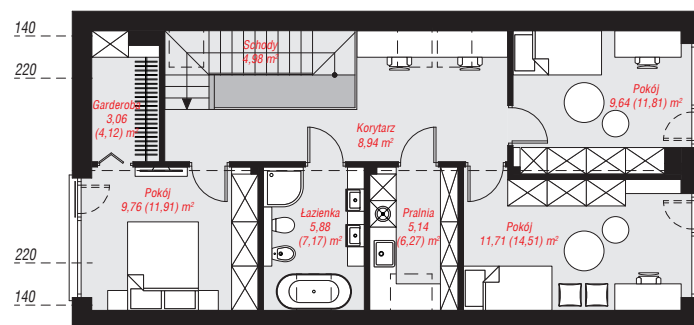 140
Schody
4,98 m²
220
Pokój
9,64 (11,81) m²
Garderoba
3,06
(4,12) m²
Korytarz
8,94 m²
Pokój
9,76 (11,91) m²
Łazienka
5,88
(7,17) m²
Pralnia
5,14
(6,27) m²
Pokój
11,71 (14,51) m²
220
140